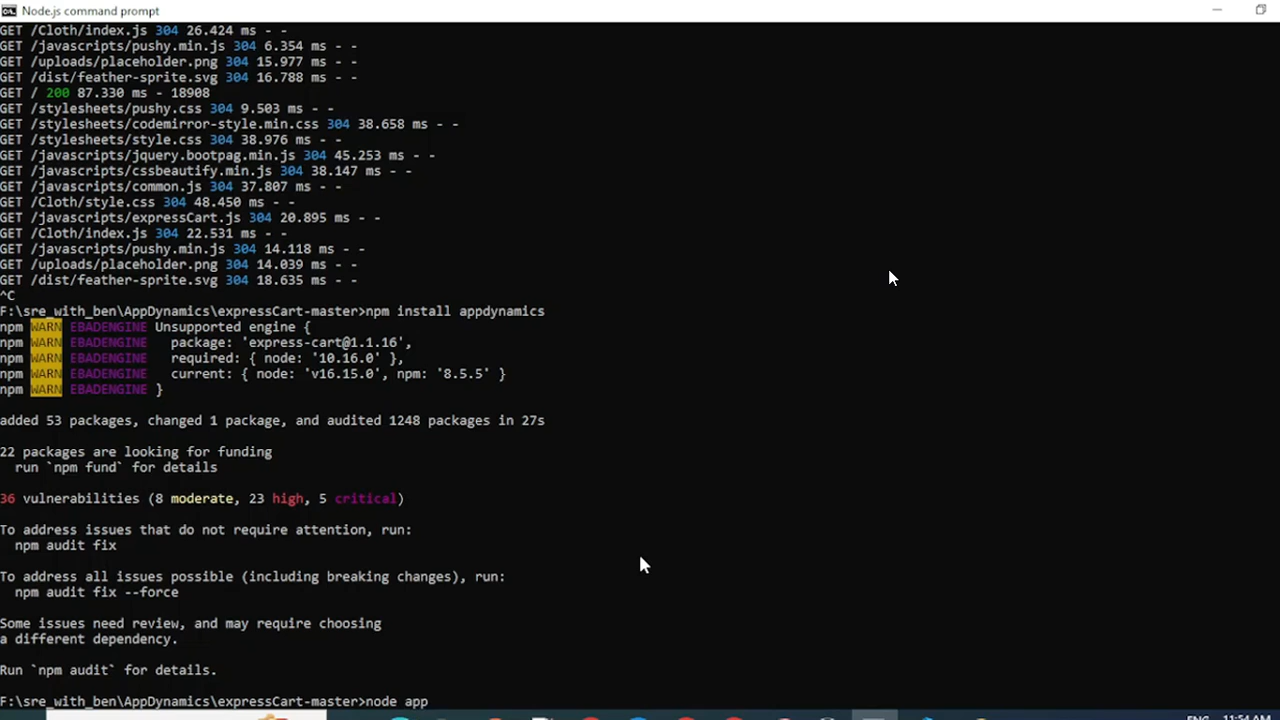 Node.js command prompt
GET /Cloth/index.js 304 26.424 ms - -
GET /javascripts/pushy.min.js 304 6.354 ms - -
GET /uploads/placeholder.png 304 15.977 ms - -
GET /dist/feather-sprite.svg 304 16.788 ms - -
GET / 200 87.330 ms - 18908
GET /stylesheets/pushy.css 304 9.503 ms - -
GET /stylesheets/codemirror-style.min.css 304 38.658 ms - -
GET /stylesheets/style.css 304 38.976 ms - -
GET /javascripts/jquery.bootpag.min.js 304 45.253 ms - -
GET /javascripts/cssbeautify.min.js 304 38.147 ms - -
GET /javascripts/common.js 304 37.807 ms - -
GET /Cloth/style.css 304 48.450 ms - -
GET /javascripts/expressCart.js 304 20.895 ms - -
GET /Cloth/index.js 304 22.531 ms - -
GET /javascripts/pushy.min.js 304 14.118 ms - -
GET /uploads/placeholder.png 304 14.039 ms - -
GET /dist/feather-sprite.svg 304 18.635 ms - -
^C
F:\sre_with_ben\AppDynamics\expressCart-master>npm install appdynamics
npm WARN EBADENGINE Unsupported engine {
npm WARN EBADENGINE   package: 'express-cart@1.1.16',
npm WARN EBADENGINE   required: { node: '10.16.0' },
npm WARN EBADENGINE   current: { node: 'v16.15.0', npm: '8.5.5' }
npm WARN EBADENGINE }
added 53 packages, changed 1 package, and audited 1248 packages in 27s
22 packages are looking for funding
  run `npm fund` for details
36 vulnerabilities (8 moderate, 23 high, 5 critical)
To address issues that do not require attention, run:
  npm audit fix
To address all issues possible (including breaking changes), run:
  npm audit fix --force
Some issues need review, and may require choosing
a different dependency.
Run `npm audit` for details.
F:\sre_with_ben\AppDynamics\expressCart-master>node app
ENG 11:54 AM